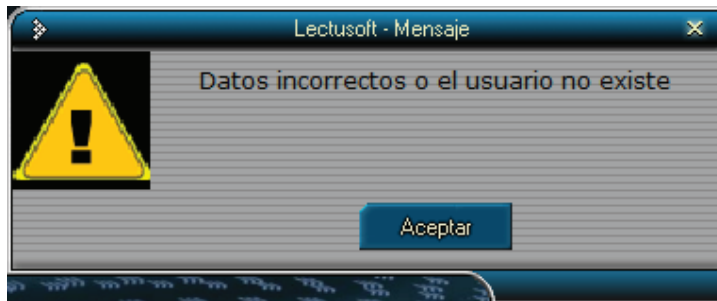 Lectusoft - Mensaje
Datos incorrectos o el usuario no existe
Aceptar